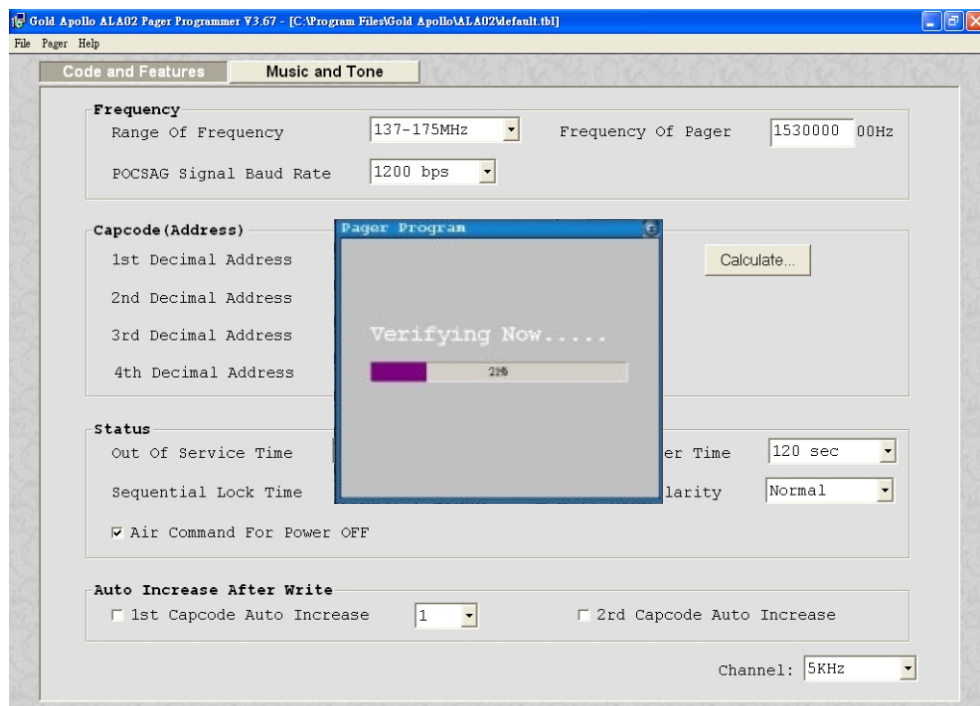 Gold Apollo ALA02 Pager Programmer V3.67 - [C:\Program Files\Gold Apollo\ALA02\default.tbl]
File Pager Help
Code and Features Music and Tone
Frequency
Range Of Frequency 137-175MHz Frequency Of Pager 1530000 00Hz
POCSAG Signal Baud Rate 1200 bps
Capcode(Address)
Pager Program
1st Decimal Address Calculate...
2nd Decimal Address
3rd Decimal Address Verifying Now.....
4th Decimal Address
Status
Out Of Service Time er Time 120 sec
Sequential Lock Time larity Normal
Air Command For Power OFF
Auto Increase After Write
1st Capcode Auto Increase 1 2rd Capcode Auto Increase
Channel: 5KHz